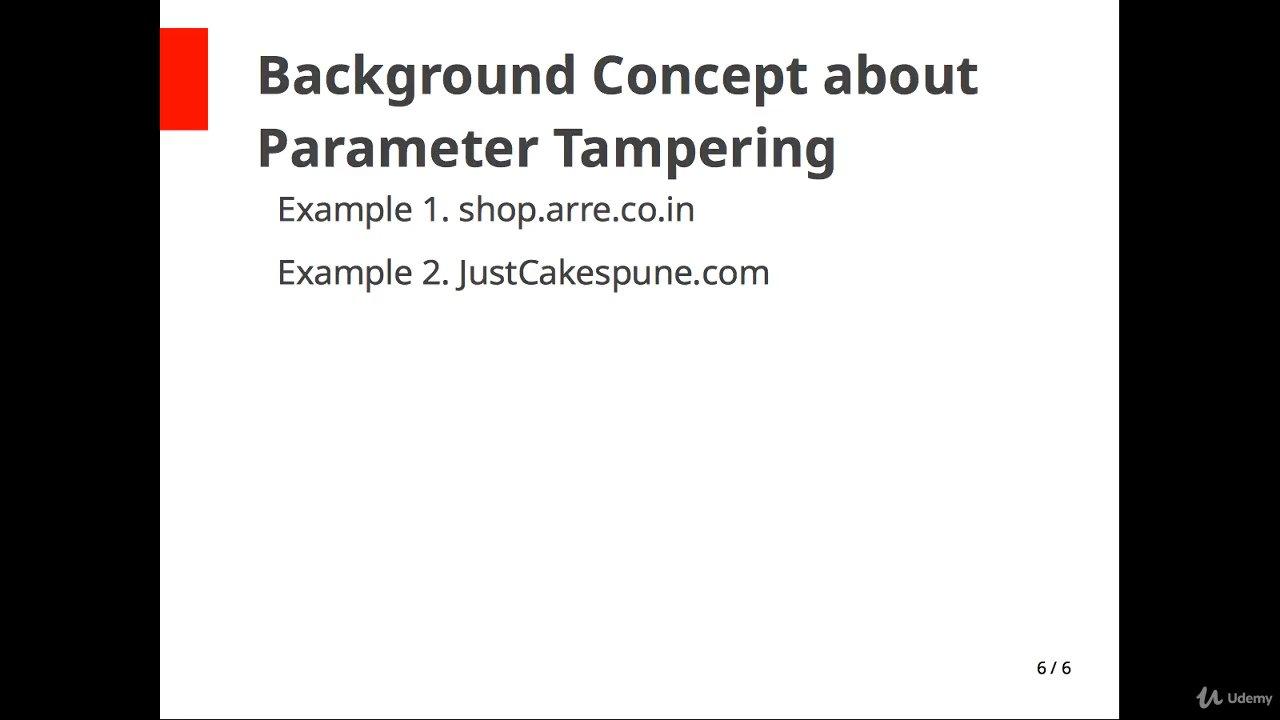 Background Concept about
Parameter Tampering
Example 1. shop.arre.co.in
Example 2. JustCakespune.com
6 / 6
Udemy